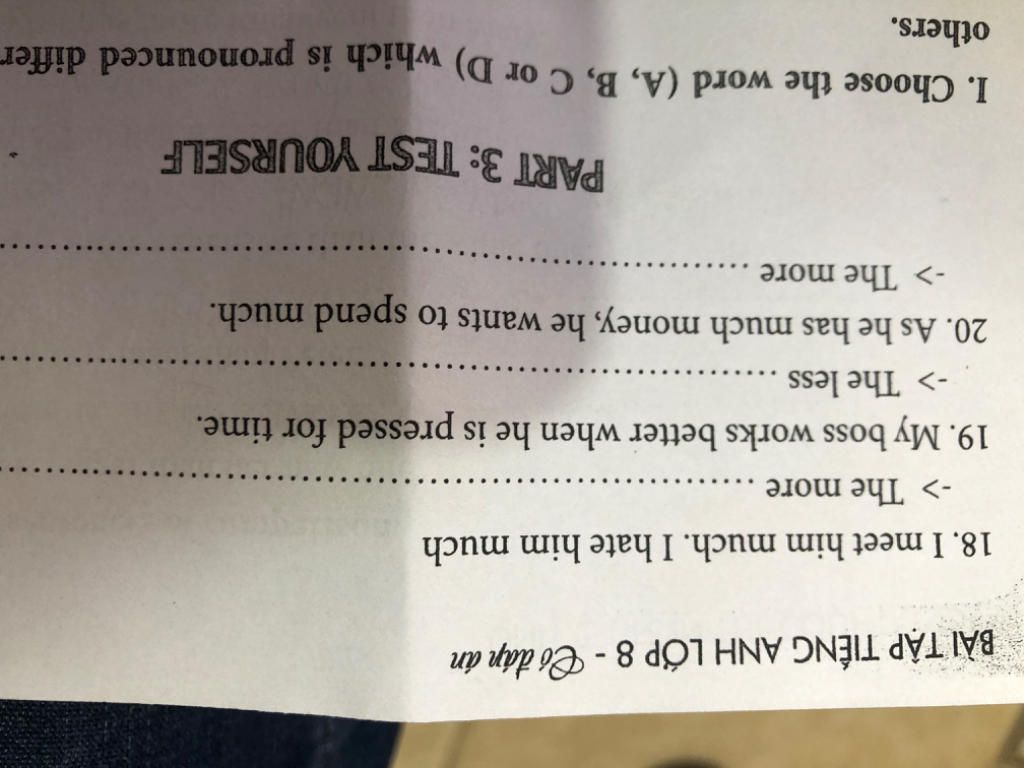 BÀI TẬP TIẾNG ANH LỚP 8 - Có đáp án
18. I meet him much. I hate him much
-> The more ........................................................................
19. My boss works better when he is pressed for time.
-> The less ........................................................................
20. As he has much money, he wants to spend much.
-> The more ........................................................................
PART 3: TEST YOURSELF
I. Choose the word (A, B, C or D) which is pronounced differ
others.